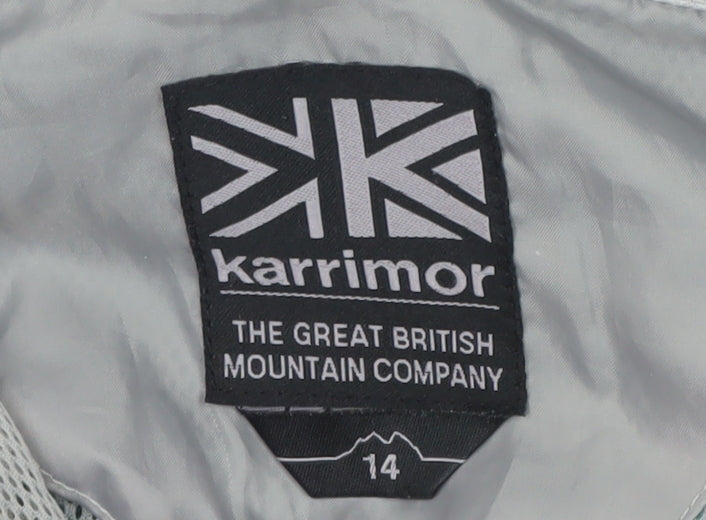 karrimor
THE GREAT BRITISH
MOUNTAIN COMPANY
14